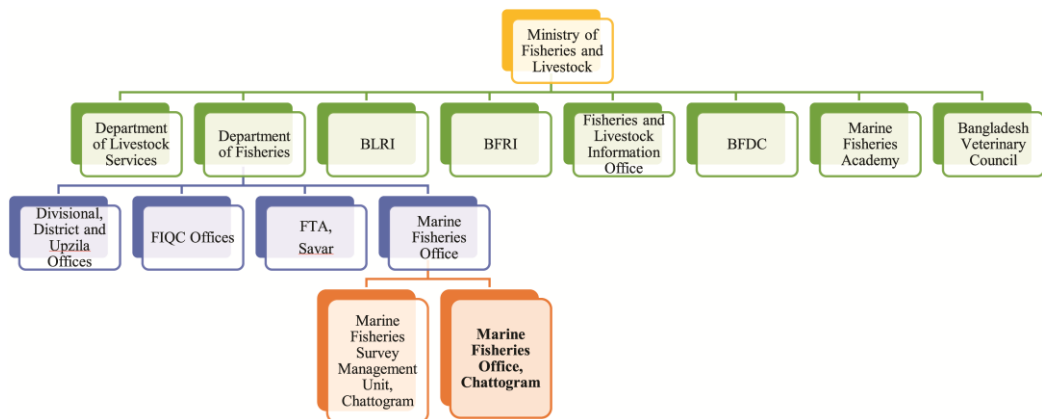 Ministry of
Fisheries and
Livestock
Department
of Livestock
Services
Department
of Fisheries
BLRI
BFRI
Fisheries and
Livestock
Information
Office
BFDC
Marine
Fisheries
Academy
Bangladesh
Veterinary
Council
Divisional,
District and
Upzila
Offices
FIQC Offices
FTA,
Savar
Marine
Fisheries
Office
Marine
Fisheries
Survey
Management
Unit,
Chattogram
Marine
Fisheries
Office,
Chattogram